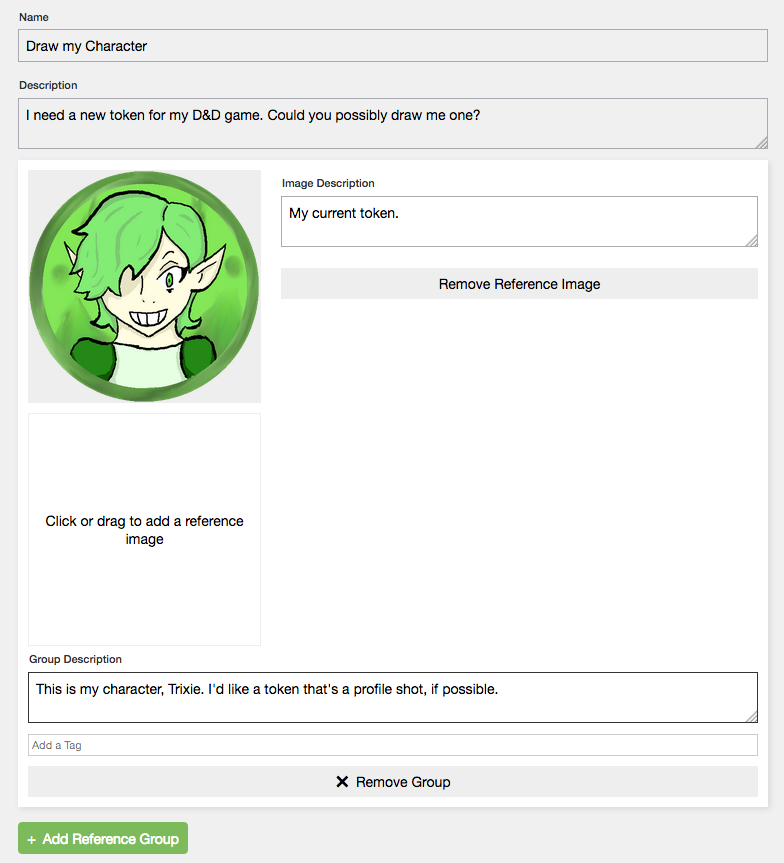 Name
Draw my Character
Description
I need a new token for my D&D game. Could you possibly draw me one?
Image Description
My current token.
Remove Reference Image
Click or drag to add a reference
image
Group Description
This is my character, Trixie. I'd like a token that's a profile shot, if possible.
Add a Tag
✕ Remove Group
+ Add Reference Group